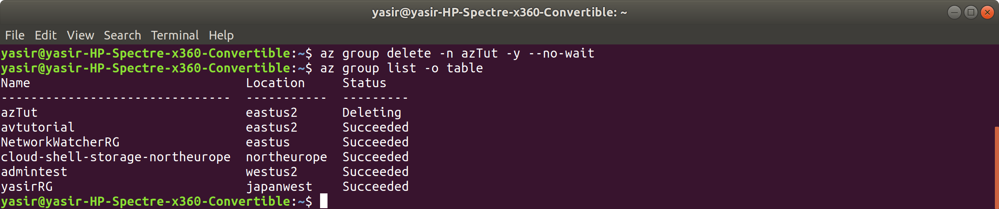 yasir@yasir-HP-Spectre-x360-Convertible: ~
File Edit View Search Terminal Help
yasir@yasir-HP-Spectre-x360-Convertible:~$ az group delete -n azTut -y --no-wait
yasir@yasir-HP-Spectre-x360-Convertible:~$ az group list -o table
Name                             Location     Status
-------------------------------  -----------  ---------
azTut                            eastus2      Deleting
avtutorial                       eastus2      Succeeded
NetworkWatcherRG                 eastus       Succeeded
cloud-shell-storage-northeurope  northeurope  Succeeded
admintest                        westus2      Succeeded
yasirRG                          japanwest    Succeeded
yasir@yasir-HP-Spectre-x360-Convertible:~$